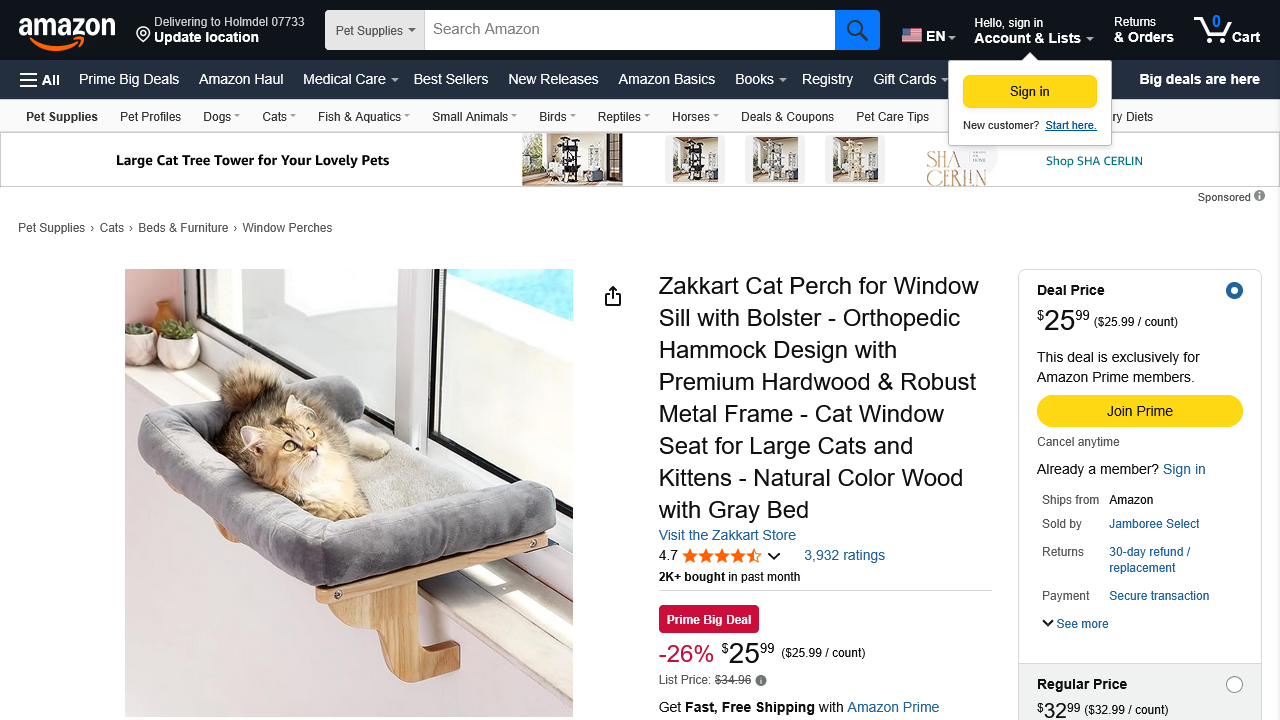 amazon
Delivering to Holmdel 07733
Update location
Pet Supplies
Search Amazon
EN
Hello, sign in
Account & Lists
Returns
& Orders
0
Cart
All
Prime Big Deals
Amazon Haul
Medical Care
Best Sellers
New Releases
Amazon Basics
Books
Registry
Gift Cards
Big deals are here
Sign in
New customer? Start here.
Pet Supplies
Pet Profiles
Dogs
Cats
Fish & Aquatics
Small Animals
Birds
Reptiles
Horses
Deals & Coupons
Pet Care Tips
ry Diets
Large Cat Tree Tower for Your Lovely Pets
SHA
CERLIN
Shop SHA CERLIN
Sponsored
Pet Supplies › Cats › Beds & Furniture › Window Perches
Zakkart Cat Perch for Window
Sill with Bolster - Orthopedic
Hammock Design with
Premium Hardwood & Robust
Metal Frame - Cat Window
Seat for Large Cats and
Kittens - Natural Color Wood
with Gray Bed
Visit the Zakkart Store
4.7
3,932 ratings
2K+ bought in past month
Prime Big Deal
-26% $2599 ($25.99 / count)
List Price: $34.96
Get Fast, Free Shipping with Amazon Prime
Deal Price
$2599 ($25.99 / count)
This deal is exclusively for
Amazon Prime members.
Join Prime
Cancel anytime
Already a member? Sign in
Ships from Amazon
Sold by Jamboree Select
Returns 30-day refund /
replacement
Payment Secure transaction
See more
Regular Price
$3299 ($32.99 / count)